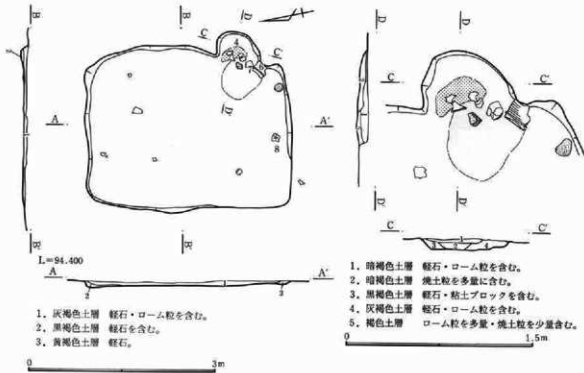 B B D
C
4
C'
D'
A A'
8
B' B'
L=94.400
A A'
2 3
1．灰褐色土層　軽石・ローム粒を含む。
2．黒褐色土層　軽石を含む。
3．黄褐色土層　軽石。
0 3m
D D
C C'
D' D'
C C'
1
4
1．暗褐色土層　軽石・ローム粒を含む。
2．暗褐色土層　焼土粒を多量に含む。
3．黒褐色土層　軽石・粘土ブロックを含む。
4．灰褐色土層　軽石・ローム粒を含む。
5．褐色土層　ローム粒を多量・焼土粒を少量含む。
0 1.5m